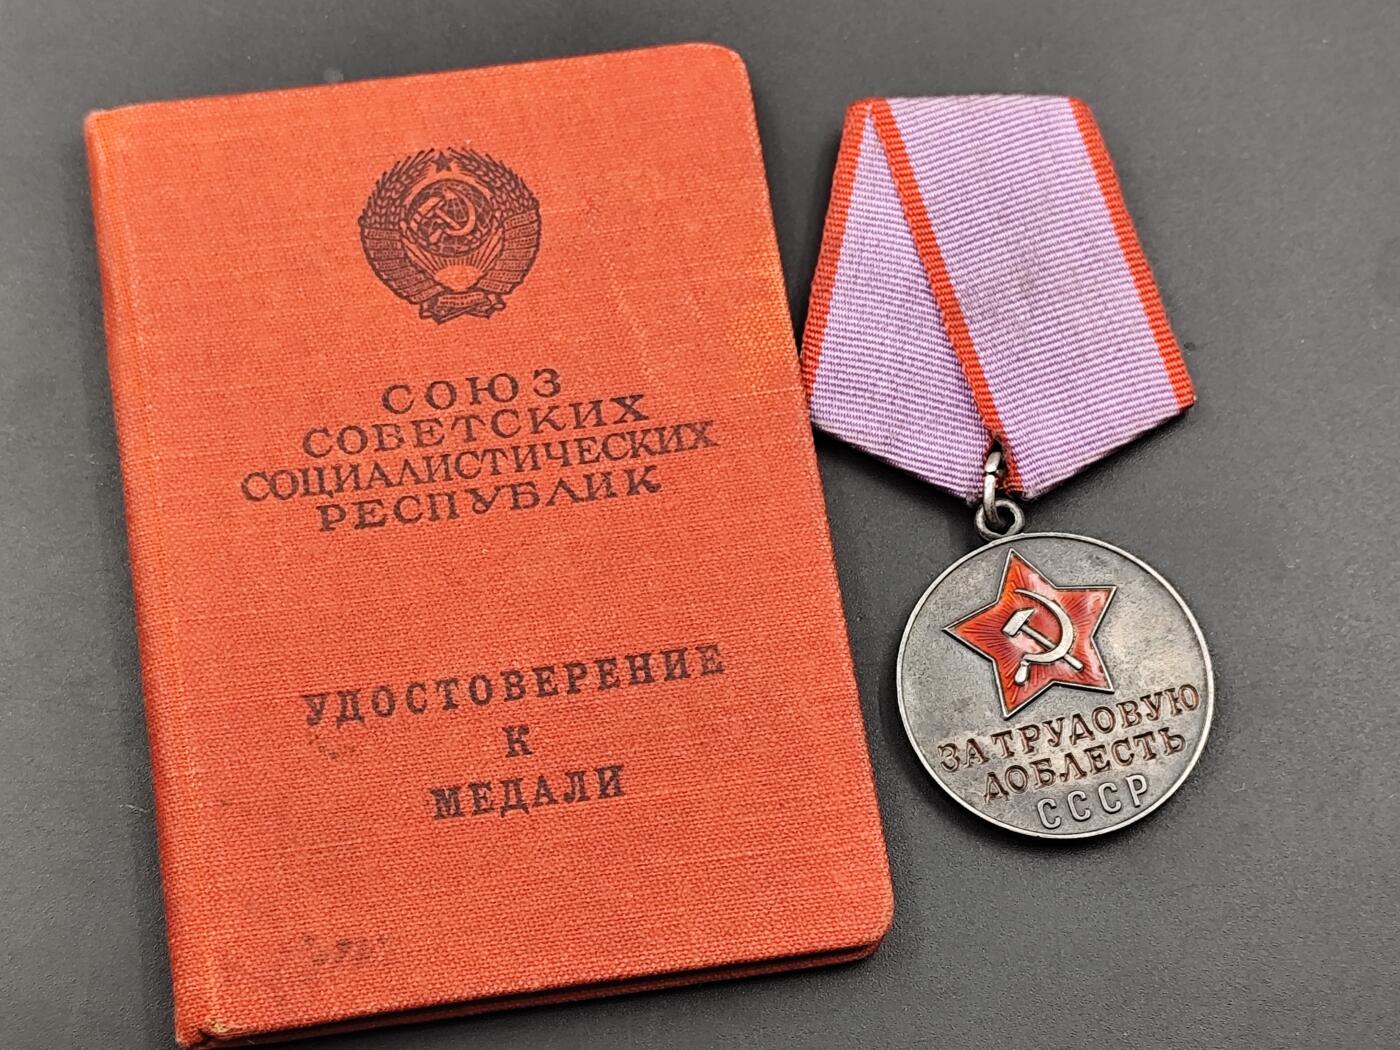 СОЮЗ
СОВЕТСКИХ
СОЦИАЛИСТИЧЕСКИХ
РЕСПУБЛИК
УДОСТОВЕРЕНИЕ
К
МЕДАЛИ
ЗА ТРУДОВУЮ
ДОБЛЕСТЬ
СССР